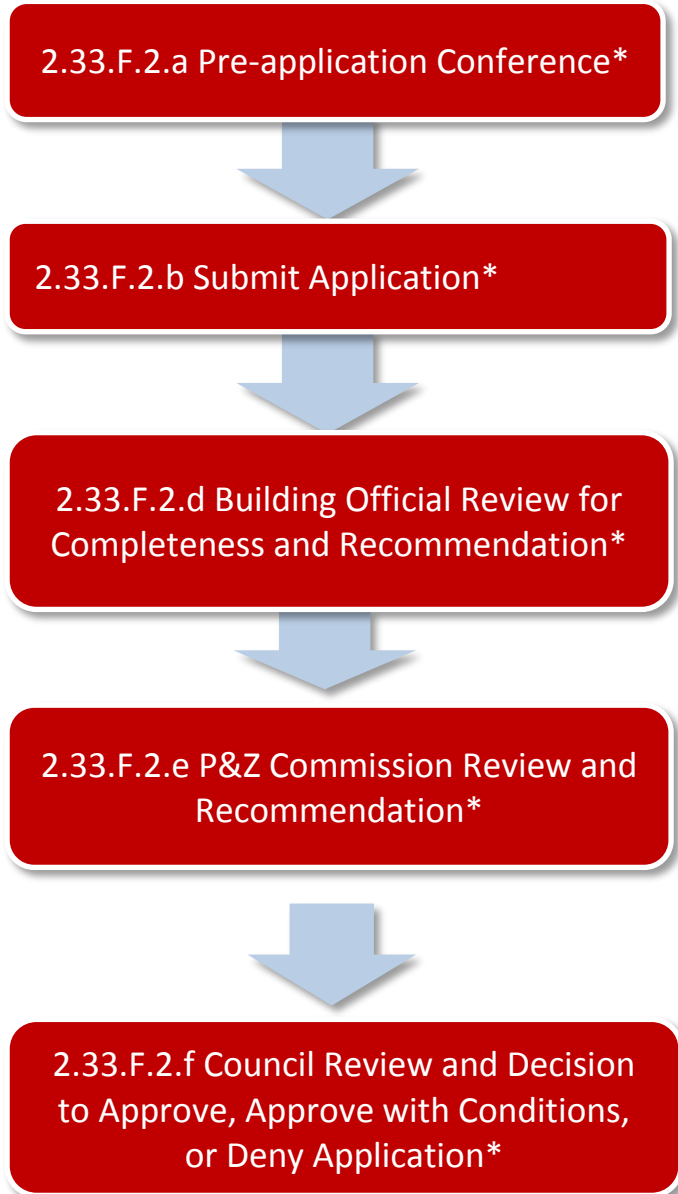 2.33.F.2.a Pre-application Conference*
2.33.F.2.b Submit Application*
2.33.F.2.d Building Official Review for
Completeness and Recommendation*
2.33.F.2.e P&Z Commission Review and
Recommendation*
2.33.F.2.f Council Review and Decision
to Approve, Approve with Conditions,
or Deny Application*